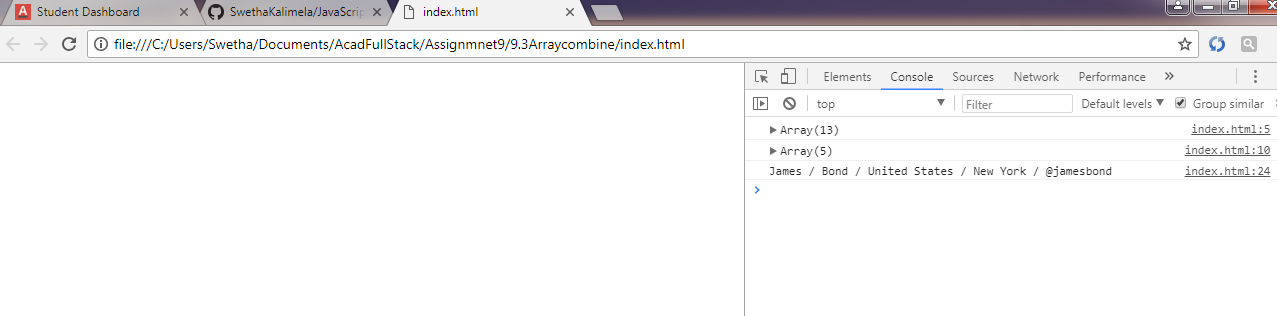 Student Dashboard SwethaKalimela/JavaScrip index.html
file:///C:/Users/Swetha/Documents/AcadFullStack/Assignmnet9/9.3Arraycombine/index.html
Elements Console Sources Network Performance »
top Filter Default levels Group similar
Array(13) index.html:5
Array(5) index.html:10
James / Bond / United States / New York / @jamesbond index.html:24